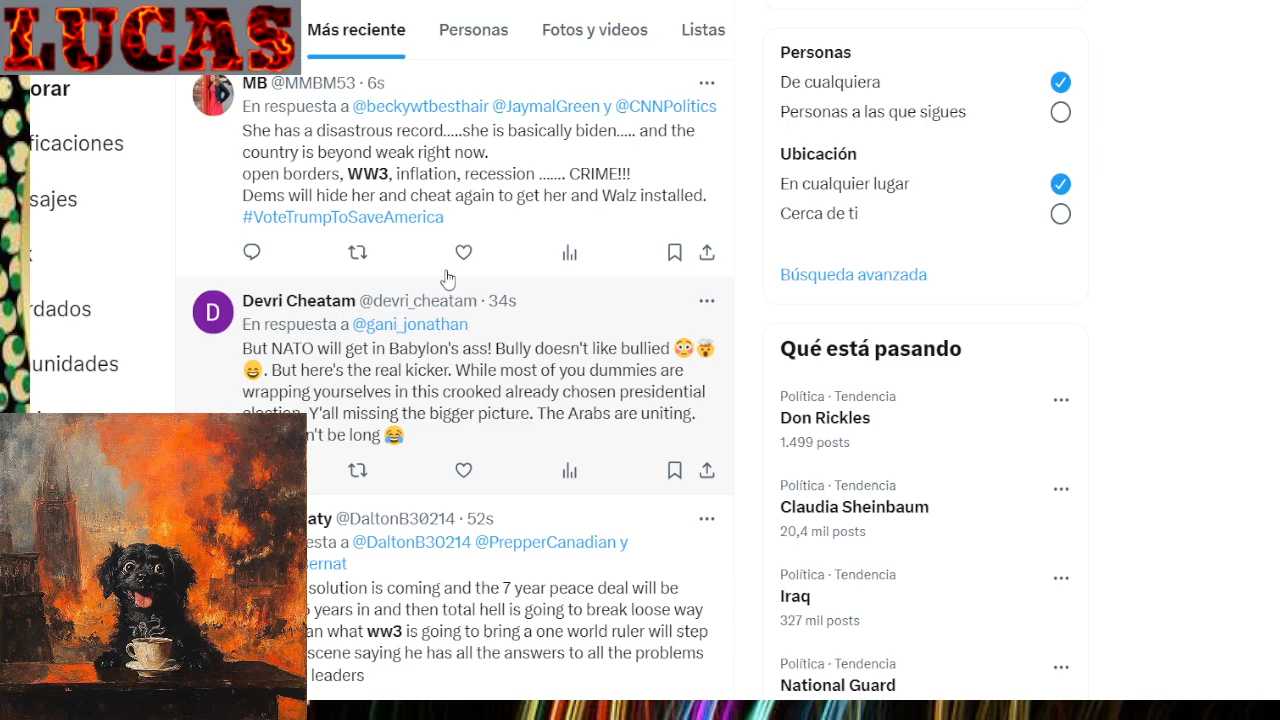 LUCAS
Más reciente
Personas
Fotos y videos
Listas
orar
ficaciones
sajes
rdados
unidades
MB @MMBM53 · 6s
En respuesta a @beckywtbesthair @JaymalGreen y @CNNPolitics
She has a disastrous record.....she is basically biden..... and the
country is beyond weak right now.
open borders, WW3, inflation, recession ....... CRIME!!!
Dems will hide her and cheat again to get her and Walz installed.
#VoteTrumpToSaveAmerica
D
Devri Cheatam @devri_cheatam · 34s
En respuesta a @gani_jonathan
But NATO will get in Babylon's ass! Bully doesn't like bullied 😳🤯
😄. But here's the real kicker. While most of you dummies are
wrapping yourselves in this crooked already chosen presidential
election. Y'all missing the bigger picture. The Arabs are uniting.
n't be long 😂
aty @DaltonB30214 · 52s
esta a @DaltonB30214 @PrepperCanadian y
ernat
solution is coming and the 7 year peace deal will be
years in and then total hell is going to break loose way
an what ww3 is going to bring a one world ruler will step
scene saying he has all the answers to all the problems
leaders
Personas
De cualquiera
Personas a las que sigues
Ubicación
En cualquier lugar
Cerca de ti
Búsqueda avanzada
Qué está pasando
Política · Tendencia
Don Rickles
1.499 posts
Política · Tendencia
Claudia Sheinbaum
20,4 mil posts
Política · Tendencia
Iraq
327 mil posts
Política · Tendencia
National Guard